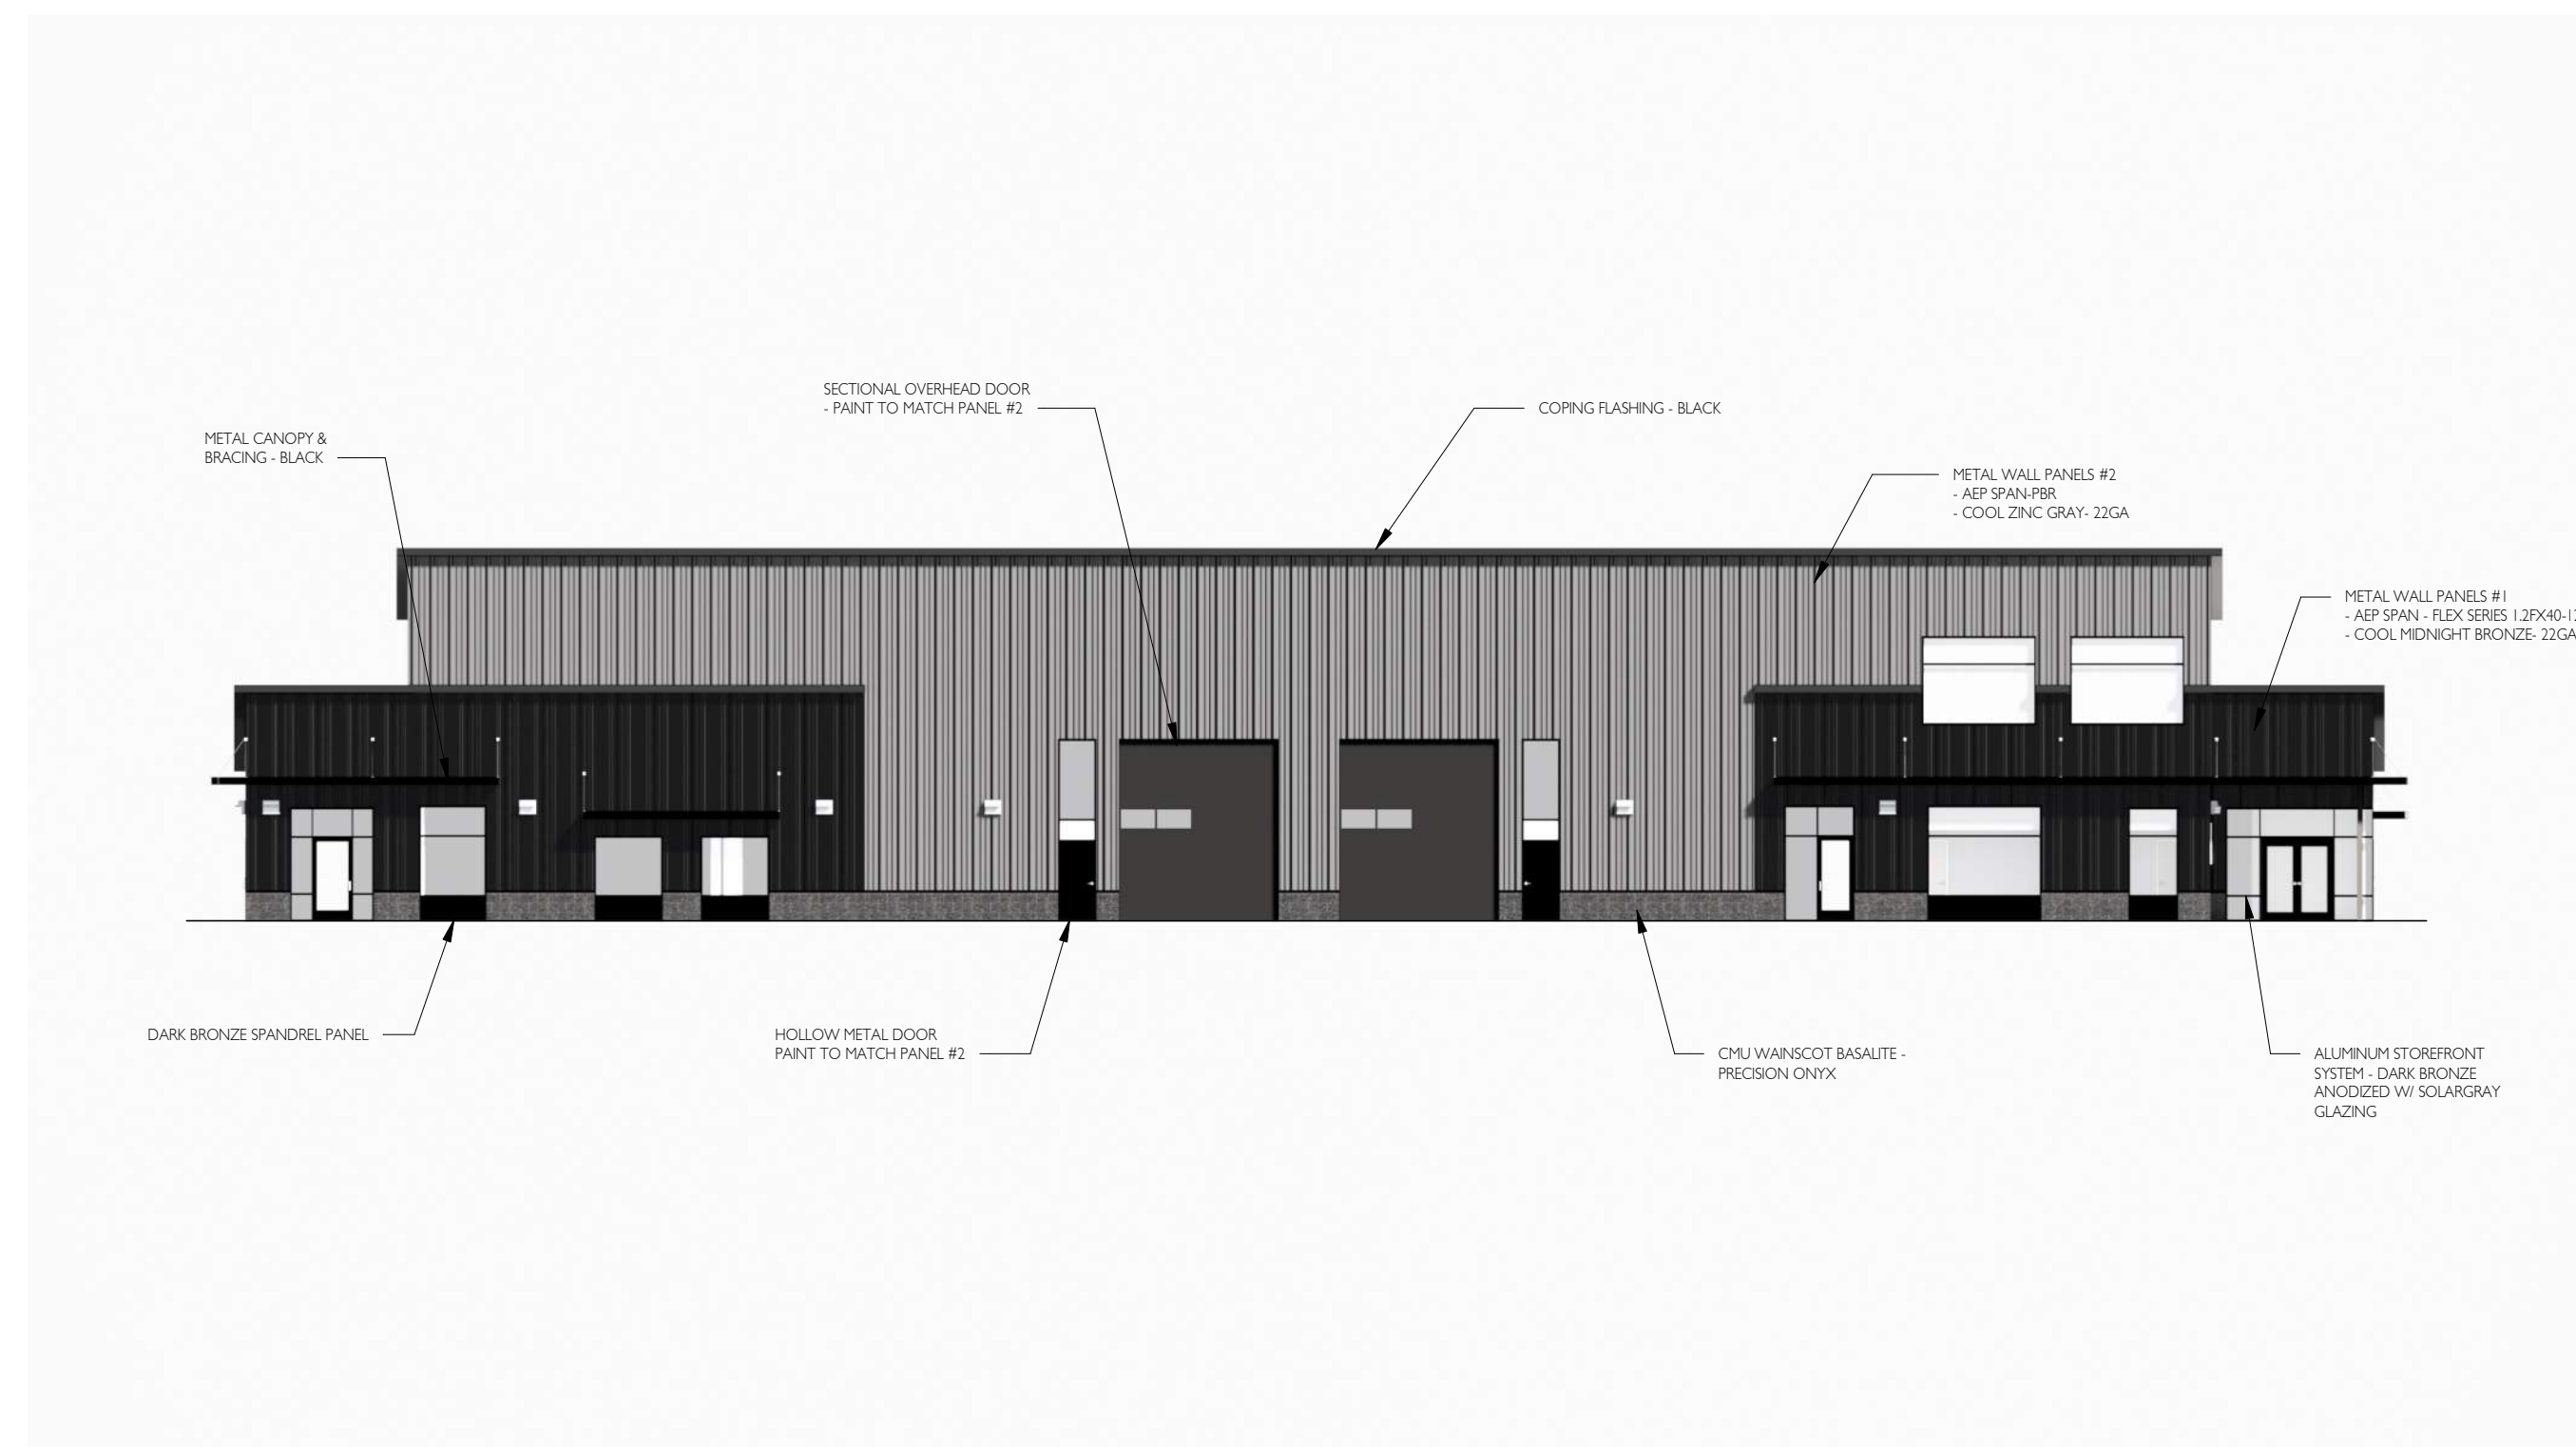 SECTIONAL OVERHEAD DOOR
- PAINT TO MATCH PANEL #2
COPING FLASHING - BLACK
METAL CANOPY &
BRACING - BLACK
METAL WALL PANELS #2
- AEP SPAN-PBR
- COOL ZINC GRAY- 22GA
METAL WALL PANELS #1
- AEP SPAN - FLEX SERIES 1.2FX40-12
- COOL MIDNIGHT BRONZE- 22GA
DARK BRONZE SPANDREL PANEL
HOLLOW METAL DOOR
PAINT TO MATCH PANEL #2
CMU WAINSCOT BASALITE -
PRECISION ONYX
ALUMINUM STOREFRONT
SYSTEM - DARK BRONZE
ANODIZED W/ SOLARGRAY
GLAZING